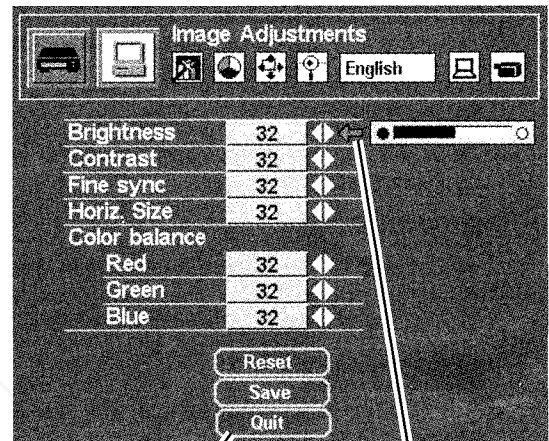 Image Adjustments
English
Brightness 32
Contrast 32
Fine sync 32
Horiz. Size 32
Color balance
Red 32
Green 32
Blue 32
Reset
Save
Quit